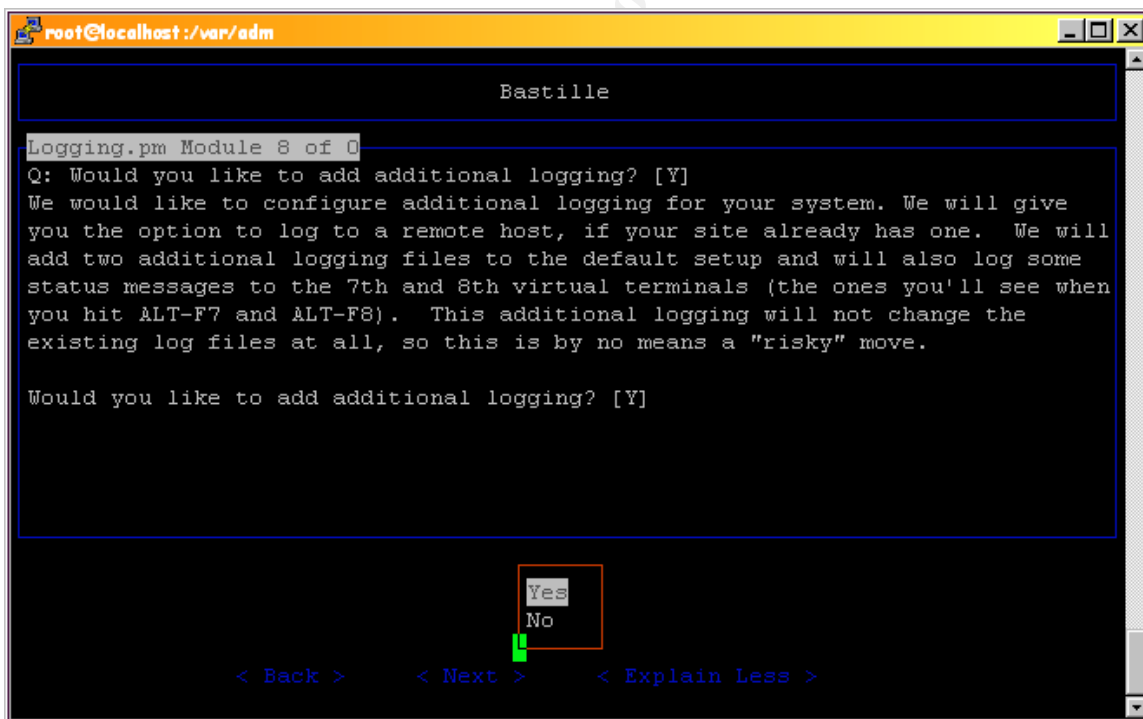 root@localhost:/var/adm
Bastille
Logging.pm Module 8 of 0
Q: Would you like to add additional logging? [Y]
We would like to configure additional logging for your system. We will give
you the option to log to a remote host, if your site already has one.  We will
add two additional logging files to the default setup and will also log some
status messages to the 7th and 8th virtual terminals (the ones you'll see when
you hit ALT-F7 and ALT-F8).  This additional logging will not change the
existing log files at all, so this is by no means a "risky" move.
Would you like to add additional logging? [Y]
Yes
No
< Back >    < Next >    < Explain Less >